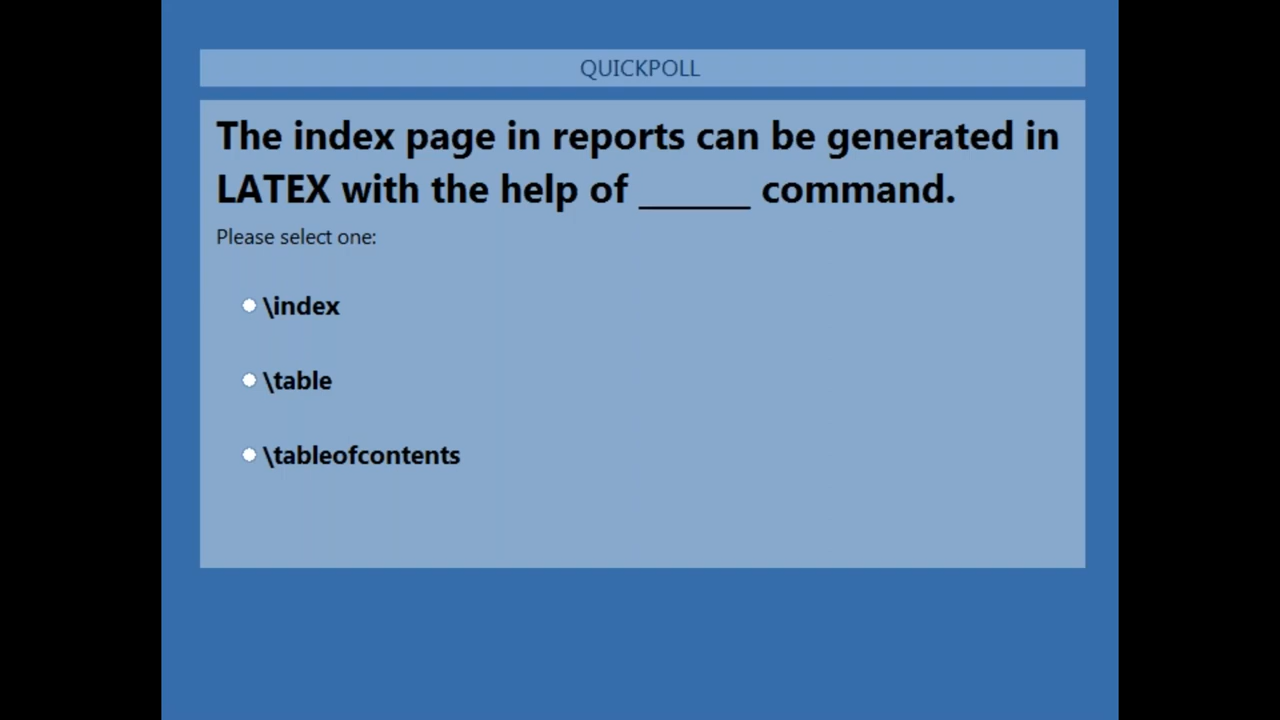 QUICKPOLL
The index page in reports can be generated in
LATEX with the help of ______ command.
Please select one:
\index
\table
\tableofcontents